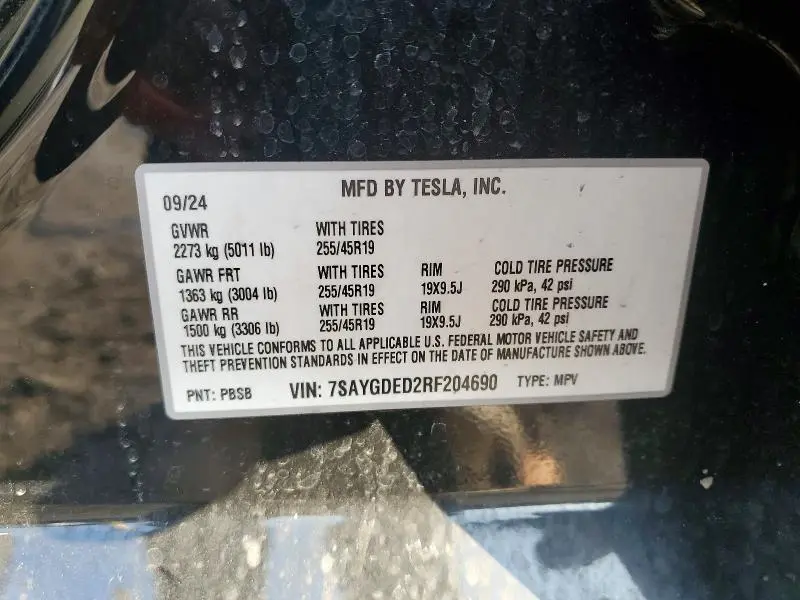 MFD BY TESLA, INC.
09/24
GVWR WITH TIRES
2273 kg (5011 lb) 255/45R19
GAWR FRT WITH TIRES RIM COLD TIRE PRESSURE
1363 kg (3004 lb) 255/45R19 19X9.5J 290 kPa, 42 psi
GAWR RR WITH TIRES RIM COLD TIRE PRESSURE
1500 kg (3306 lb) 255/45R19 19X9.5J 290 kPa, 42 psi
THIS VEHICLE CONFORMS TO ALL APPLICABLE U.S. FEDERAL MOTOR VEHICLE SAFETY AND
THEFT PREVENTION STANDARDS IN EFFECT ON THE DATE OF MANUFACTURE SHOWN ABOVE.
PNT: PBSB VIN: 7SAYGDED2RF204690 TYPE: MPV